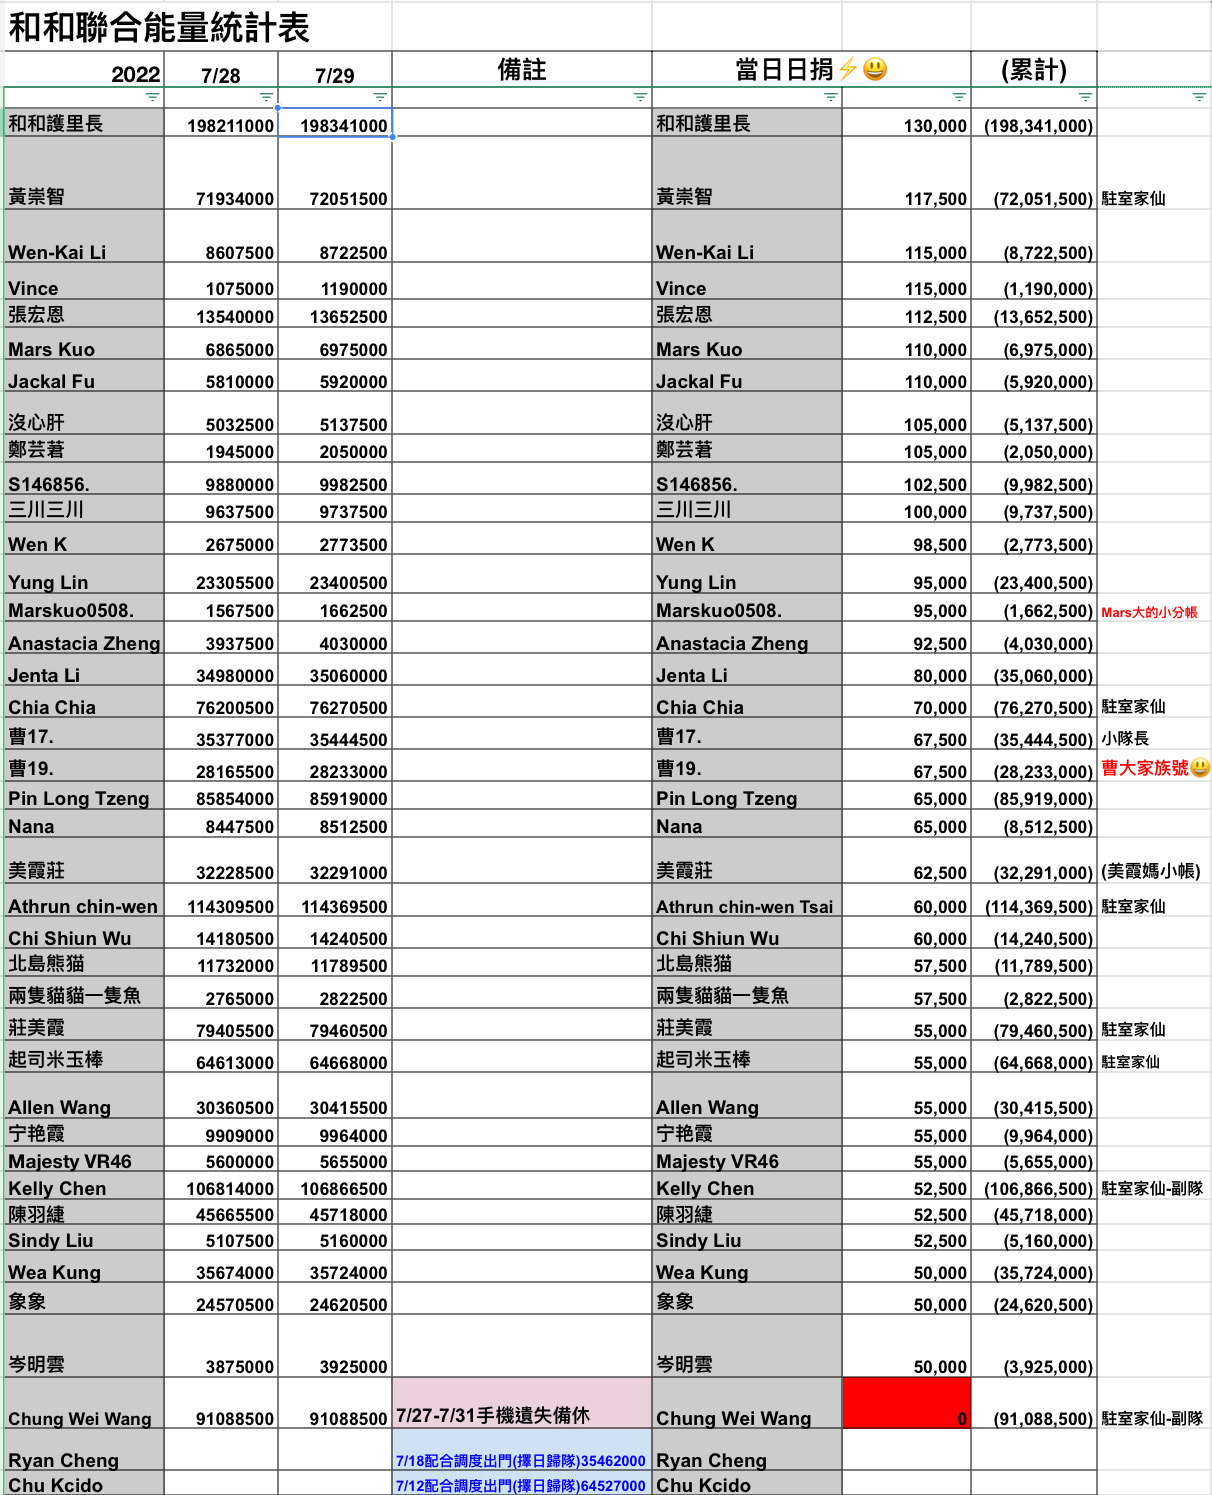 和和聯合能量統計表
2022 7/28 7/29 備註 當日日捐⚡😃 (累計)
和和護里長 198211000 198341000 和和護里長 130,000 (198,341,000)
黃崇智 71934000 72051500 黃崇智 117,500 (72,051,500) 駐室家仙
Wen-Kai Li 8607500 8722500 Wen-Kai Li 115,000 (8,722,500)
Vince 1075000 1190000 Vince 115,000 (1,190,000)
張宏恩 13540000 13652500 張宏恩 112,500 (13,652,500)
Mars Kuo 6865000 6975000 Mars Kuo 110,000 (6,975,000)
Jackal Fu 5810000 5920000 Jackal Fu 110,000 (5,920,000)
沒心肝 5032500 5137500 沒心肝 105,000 (5,137,500)
鄭芸著 1945000 2050000 鄭芸著 105,000 (2,050,000)
S146856. 9880000 9982500 S146856. 102,500 (9,982,500)
三川三川 9637500 9737500 三川三川 100,000 (9,737,500)
Wen K 2675000 2773500 Wen K 98,500 (2,773,500)
Yung Lin 23305500 23400500 Yung Lin 95,000 (23,400,500)
Marskuo0508. 1567500 1662500 Marskuo0508. 95,000 (1,662,500) Mars大的小分帳
Anastacia Zheng 3937500 4030000 Anastacia Zheng 92,500 (4,030,000)
Jenta Li 34980000 35060000 Jenta Li 80,000 (35,060,000)
Chia Chia 76200500 76270500 Chia Chia 70,000 (76,270,500) 駐室家仙
曹17. 35377000 35444500 曹17. 67,500 (35,444,500) 小隊長
曹19. 28165500 28233000 曹19. 67,500 (28,233,000) 曹大家族號😃
Pin Long Tzeng 85854000 85919000 Pin Long Tzeng 65,000 (85,919,000)
Nana 8447500 8512500 Nana 65,000 (8,512,500)
美霞莊 32228500 32291000 美霞莊 62,500 (32,291,000) (美霞媽小帳)
Athrun chin-wen 114309500 114369500 Athrun chin-wen Tsai 60,000 (114,369,500) 駐室家仙
Chi Shiun Wu 14180500 14240500 Chi Shiun Wu 60,000 (14,240,500)
北島熊猫 11732000 11789500 北島熊猫 57,500 (11,789,500)
兩隻貓貓一隻魚 2765000 2822500 兩隻貓貓一隻魚 57,500 (2,822,500)
莊美霞 79405500 79460500 莊美霞 55,000 (79,460,500) 駐室家仙
起司米玉棒 64613000 64668000 起司米玉棒 55,000 (64,668,000) 駐室家仙
Allen Wang 30360500 30415500 Allen Wang 55,000 (30,415,500)
宁艳霞 9909000 9964000 宁艳霞 55,000 (9,964,000)
Majesty VR46 5600000 5655000 Majesty VR46 55,000 (5,655,000)
Kelly Chen 106814000 106866500 Kelly Chen 52,500 (106,866,500) 駐室家仙-副隊
陳羽緁 45665500 45718000 陳羽緁 52,500 (45,718,000)
Sindy Liu 5107500 5160000 Sindy Liu 52,500 (5,160,000)
Wea Kung 35674000 35724000 Wea Kung 50,000 (35,724,000)
象象 24570500 24620500 象象 50,000 (24,620,500)
岑明雲 3875000 3925000 岑明雲 50,000 (3,925,000)
Chung Wei Wang 91088500 91088500 7/27-7/31手機遺失備休 Chung Wei Wang 0 (91,088,500) 駐室家仙-副隊
Ryan Cheng 7/18配合調度出門(擇日歸隊)35462000 Ryan Cheng
Chu Kcido 7/12配合調度出門(擇日歸隊)64527000 Chu Kcido